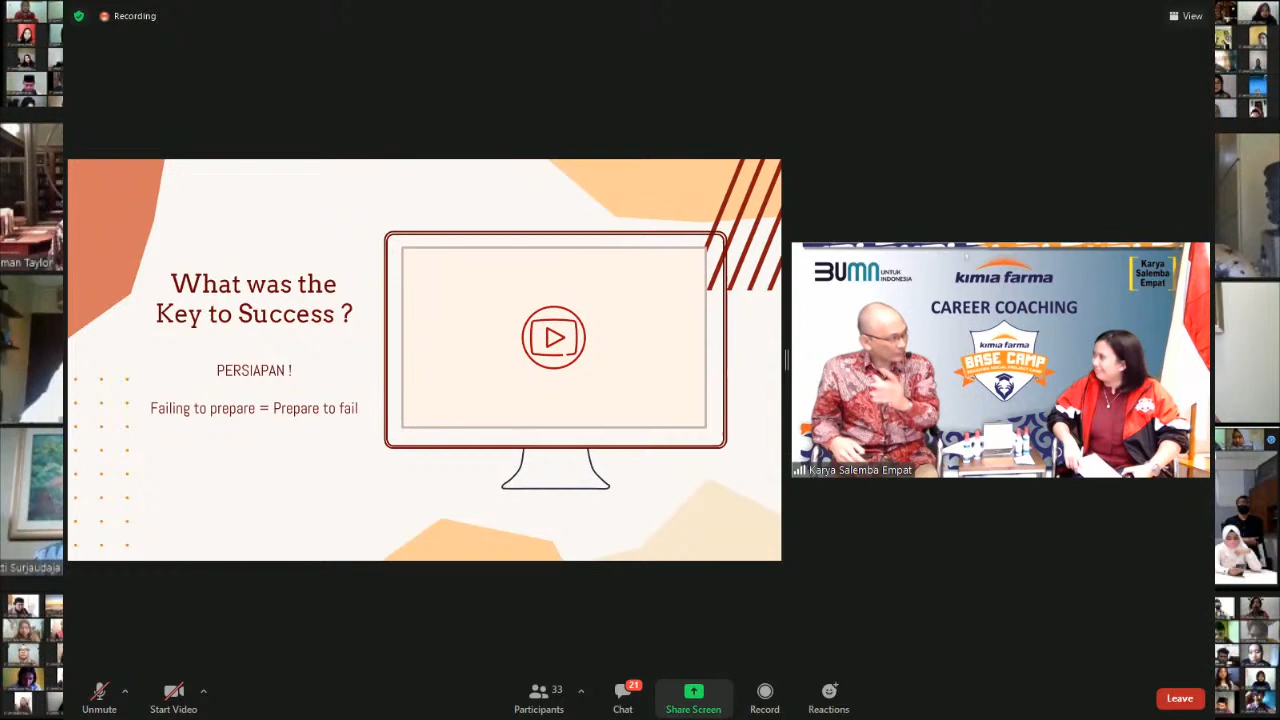 Recording
View
man Taylor
ti Surjaudaja
What was the
Key to Success ?
PERSIAPAN !
Failing to prepare = Prepare to fail
BUMN UNTUK
INDONESIA
kimia farma
Karya
Salemba
Empat
CAREER COACHING
kimia farma
BASE CAMP
Karya Salemba Empat
Unmute
Start Video
33
Participants
21
Chat
Share Screen
Record
Reactions
Leave